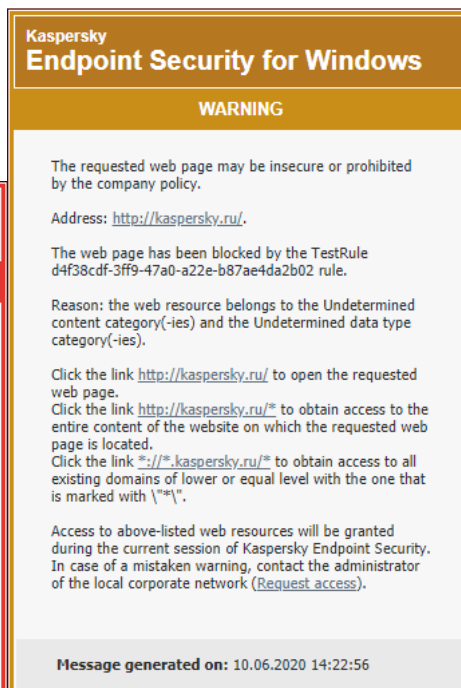 Kaspersky
Endpoint Security for Windows
WARNING
The requested web page may be insecure or prohibited
by the company policy.
Address: http://kaspersky.ru/.
The web page has been blocked by the TestRule
d4f38cdf-3ff9-47a0-a22e-b87ae4da2b02 rule.
Reason: the web resource belongs to the Undetermined
content category(-ies) and the Undetermined data type
category(-ies).
Click the link http://kaspersky.ru/ to open the requested
web page.
Click the link http://kaspersky.ru/* to obtain access to the
entire content of the website on which the requested web
page is located.
Click the link *://*.kaspersky.ru/* to obtain access to all
existing domains of lower or equal level with the one that
is marked with \"*\".
Access to above-listed web resources will be granted
during the current session of Kaspersky Endpoint Security.
In case of a mistaken warning, contact the administrator
of the local corporate network (Request access).
Message generated on: 10.06.2020 14:22:56